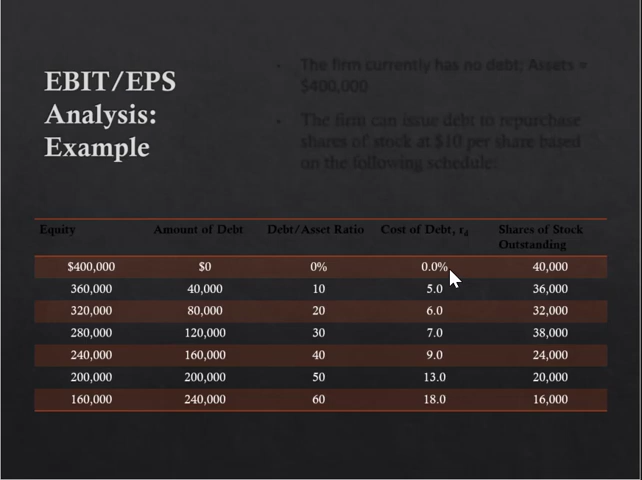 EBIT/EPS
Analysis:
Example
• The firm currently has no debt; Assets =
$400,000
• The firm can issue debt to repurchase
shares of stock at $10 per share based
on the following schedule:
Equity Amount of Debt Debt/Asset Ratio Cost of Debt, rd Shares of Stock Outstanding
$400,000 $0 0% 0.0% 40,000
360,000 40,000 10 5.0 36,000
320,000 80,000 20 6.0 32,000
280,000 120,000 30 7.0 38,000
240,000 160,000 40 9.0 24,000
200,000 200,000 50 13.0 20,000
160,000 240,000 60 18.0 16,000